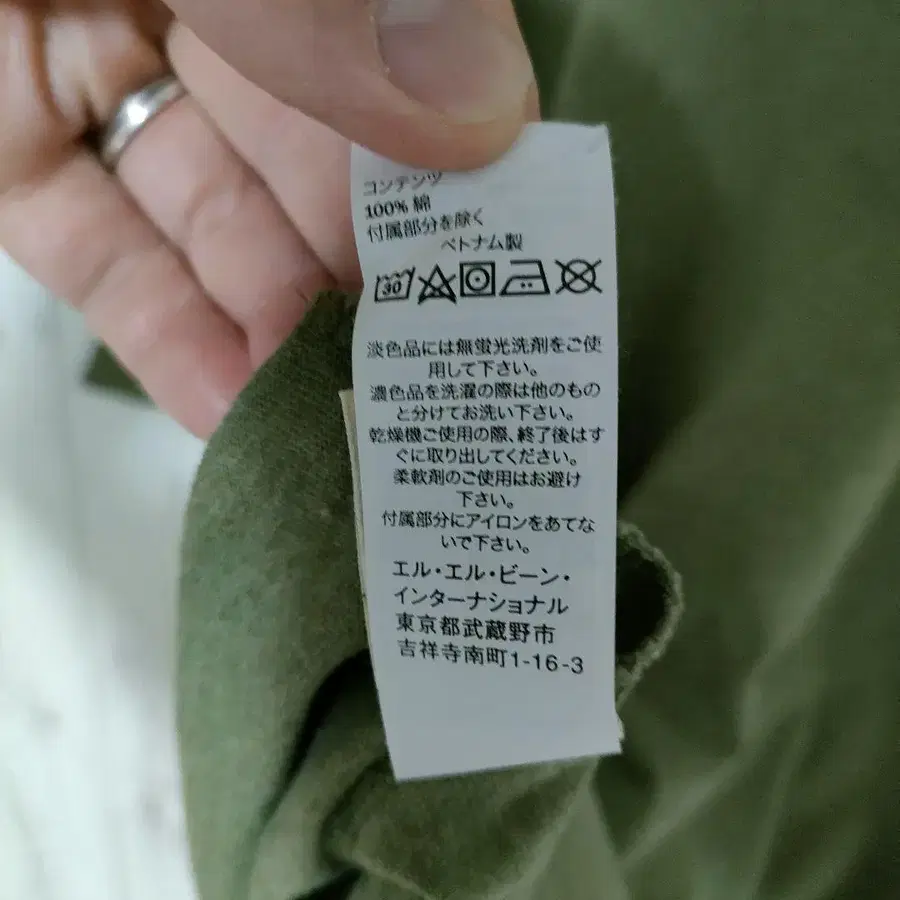 コンテンツ
100% 綿
付属部分を除く
ベトナム製
30
淡色品には無蛍光洗剤をご使
用して下さい。
濃色品を洗濯の際は他のもの
と分けてお洗い下さい。
乾燥機ご使用の際、終了後はす
ぐに取り出してください。
柔軟剤のご使用はお避け
下さい。
付属部分にアイロンをあてな
いで下さい。
エル・エル・ビーン・
インターナショナル
東京都武蔵野市
吉祥寺南町1-16-3